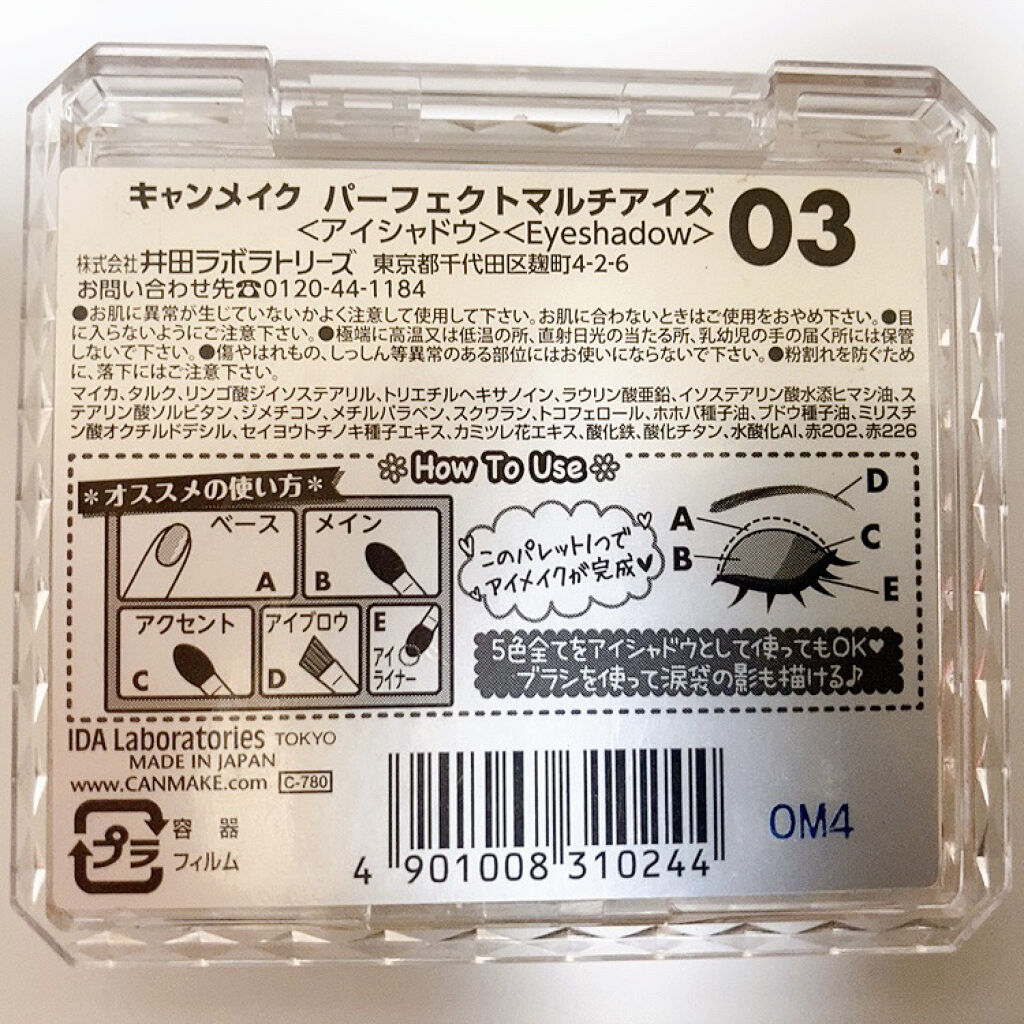 キャンメイク パーフェクトマルチアイズ 03
<アイシャドウ><Eyeshadow>
株式会社 井田ラボラトリーズ 東京都千代田区麹町4-2-6
お問い合わせ先☎0120-44-1184
●お肌に異常が生じていないかよく注意して使用して下さい。お肌に合わないときはご使用をおやめ下さい。●目
に入らないようにご注意下さい。●極端に高温又は低温の所、直射日光の当たる所、乳幼児の手の届く所には保管
しないで下さい。●傷やはれもの、しっしん等異常のある部位にはお使いにならないで下さい。●粉割れを防ぐため
に、落下にはご注意下さい。
マイカ、タルク、リンゴ酸ジイソステアリル、トリエチルヘキサノイン、ラウリン酸亜鉛、イソステアリン酸水添ヒマシ油、ス
テアリン酸ソルビタン、ジメチコン、メチルパラベン、スクワラン、トコフェロール、ホホバ種子油、ブドウ種子油、ミリスチ
ン酸オクチルドデシル、セイヨウトチノキ種子エキス、カミツレ花エキス、酸化鉄、酸化チタン、水酸化Al、赤202、赤226
How To Use
*オススメの使い方*
ベース
A
メイン
B
アクセント
C
アイブロウ
D
E
アイ
ライナー
このパレット1つで
アイメイクが完成♥
D
A
C
B
E
5色全てをアイシャドウとして使ってもOK♥
ブラシを使って涙袋の影も描ける♪
IDA Laboratories TOKYO
MADE IN JAPAN
www.CANMAKE.com C-780
プラ
容 器
フィルム
4 901008 310244
OM4